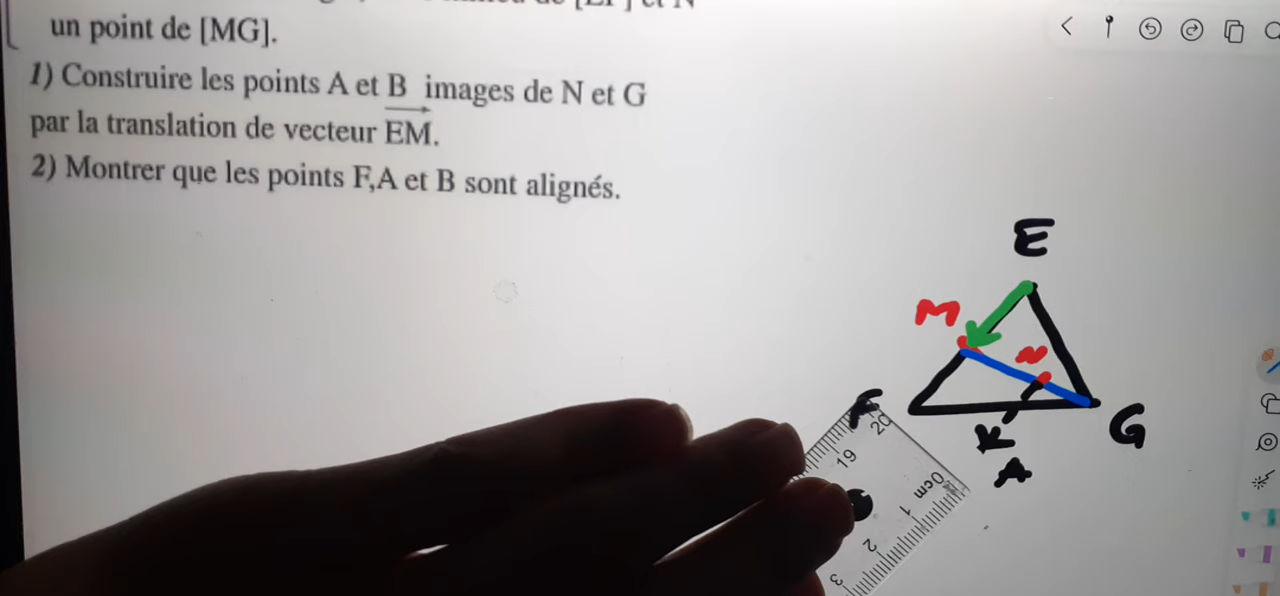 un point de [MG].
1) Construire les points A et B images de N et G
par la translation de vecteur EM.
2) Montrer que les points F,A et B sont alignés.
E
M
N
F
G
A
20
19
0cm
1
2
3